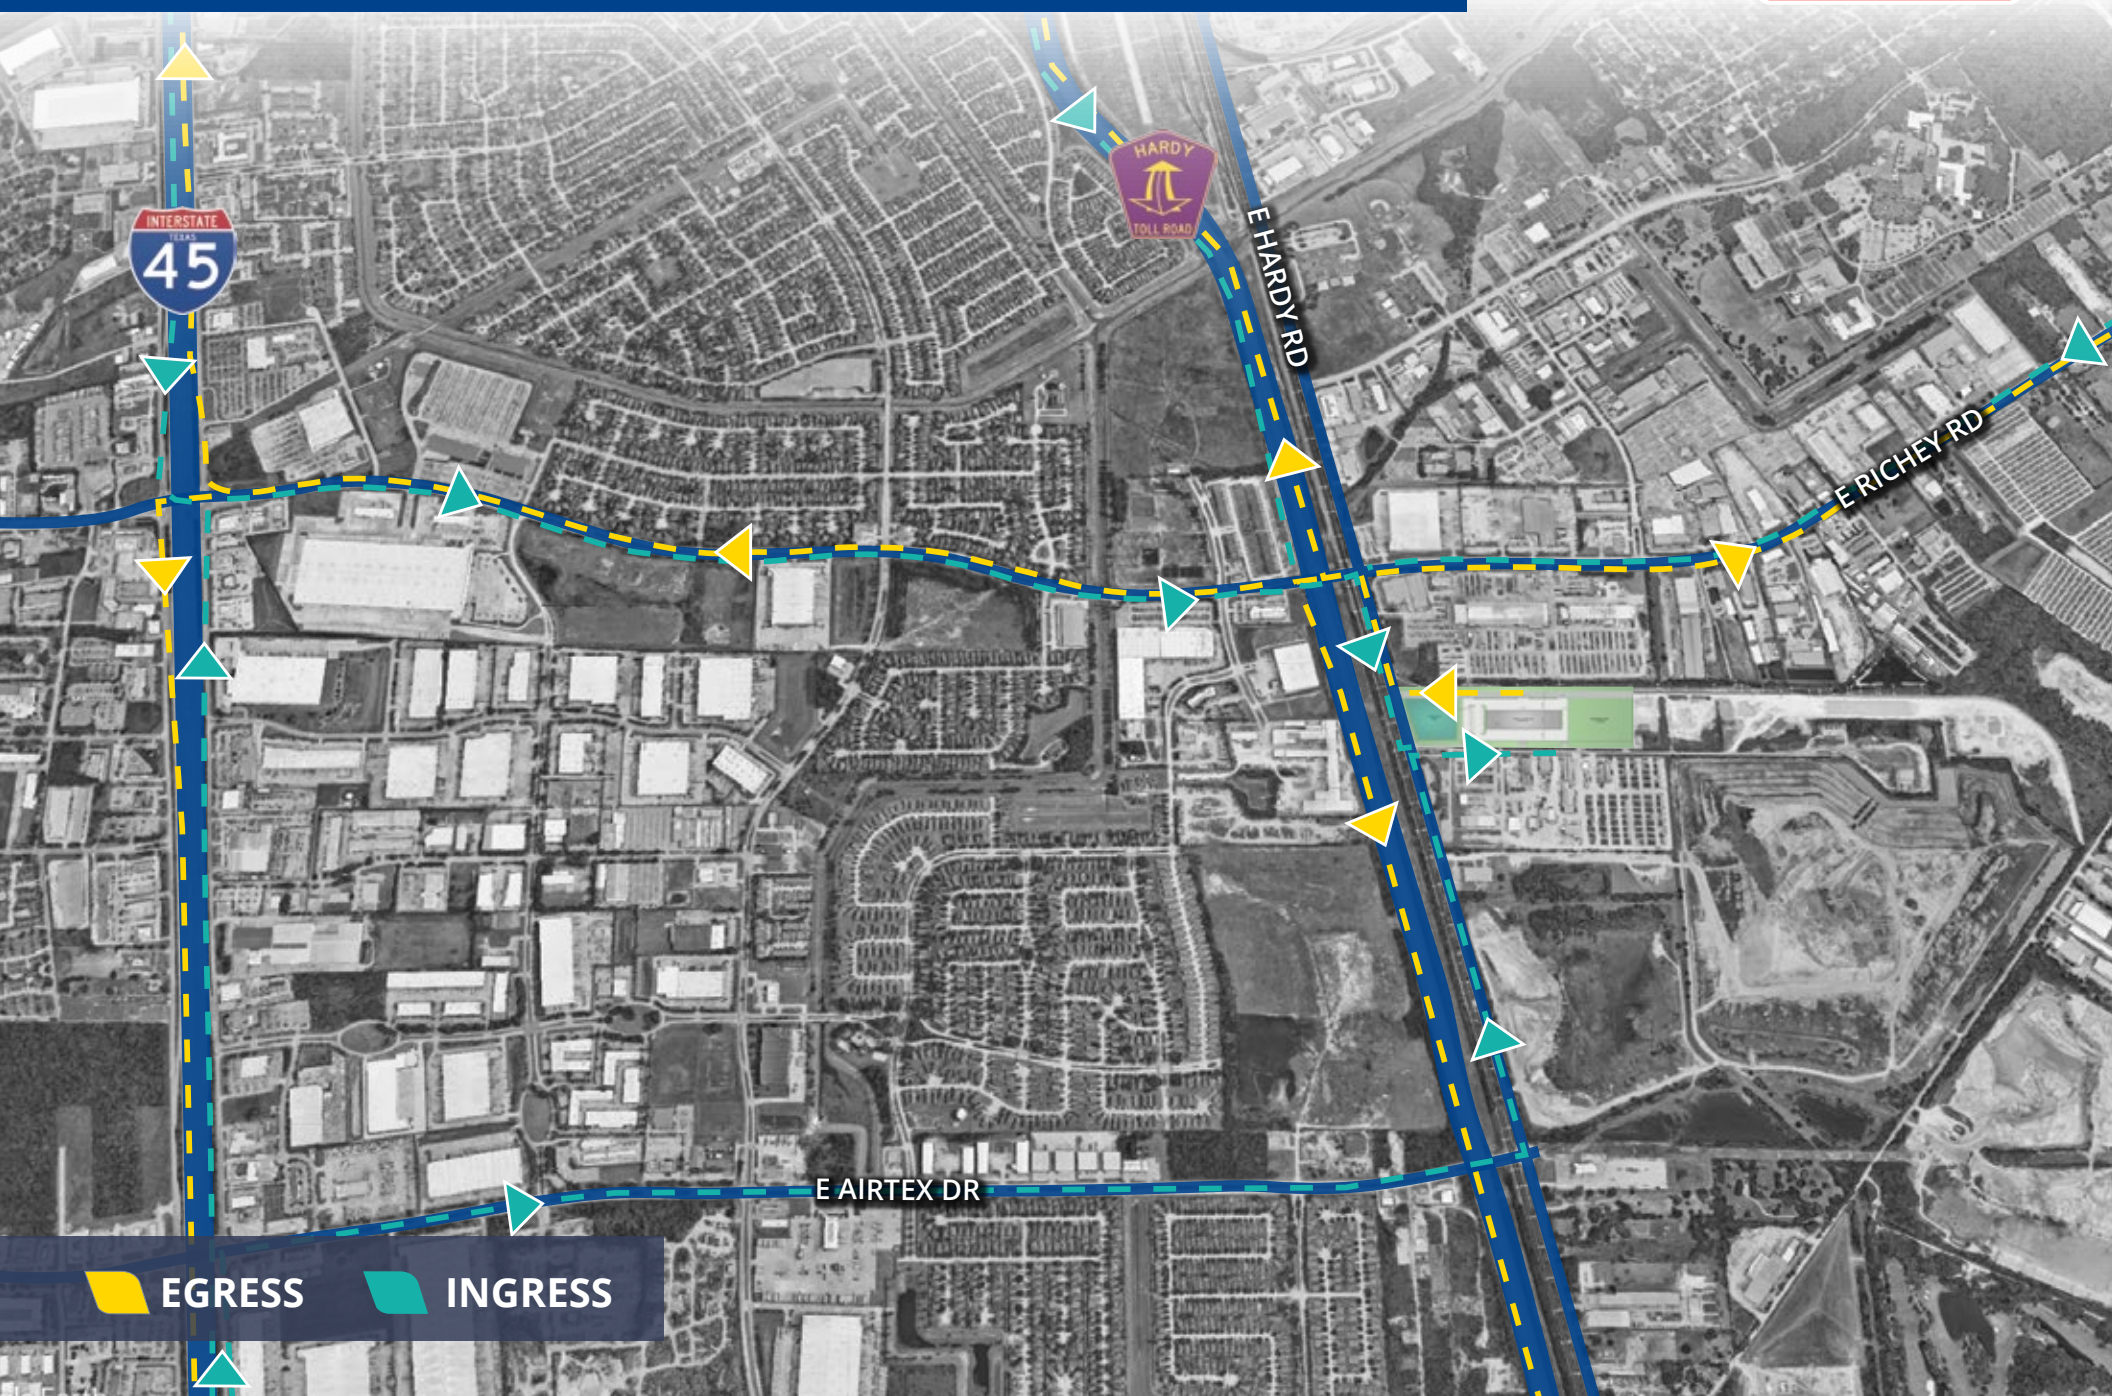 HARDY
TOLL ROAD
INTERSTATE
TEXAS
45
E HARDY RD
E RICHEY RD
E AIRTEX DR
EGRESS
INGRESS